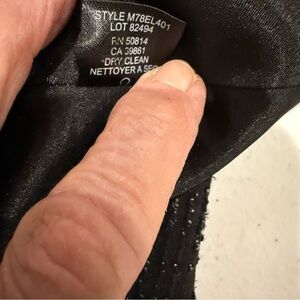 STYLE M78EL401
LOT 82494
RN 50814
CA 39861
*DRY CLEAN
NETTOYER A SEC